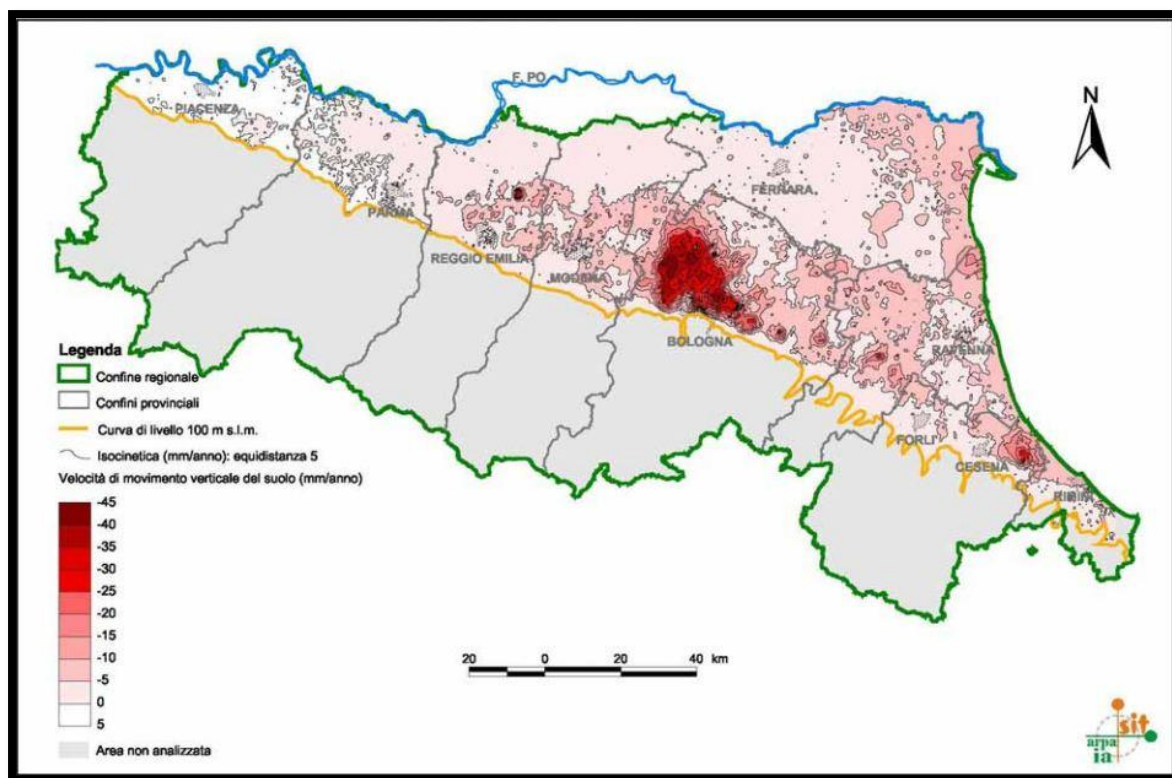 F. PO
N
PIACENZA
FERRARA
PARMA
REGGIO EMILIA
MODENA
BOLOGNA
RAVENNA
FORLI'
CESENA
RIMINI
Legenda
Confine regionale
Confini provinciali
Curva di livello 100 m s.l.m.
Isocinetica (mm/anno): equidistanza 5
Velocità di movimento verticale del suolo (mm/anno)
-45
-40
-35
-30
-25
-20
-15
-10
-5
0
5
Area non analizzata
20 0 20 40 km
sit
arpa
ia